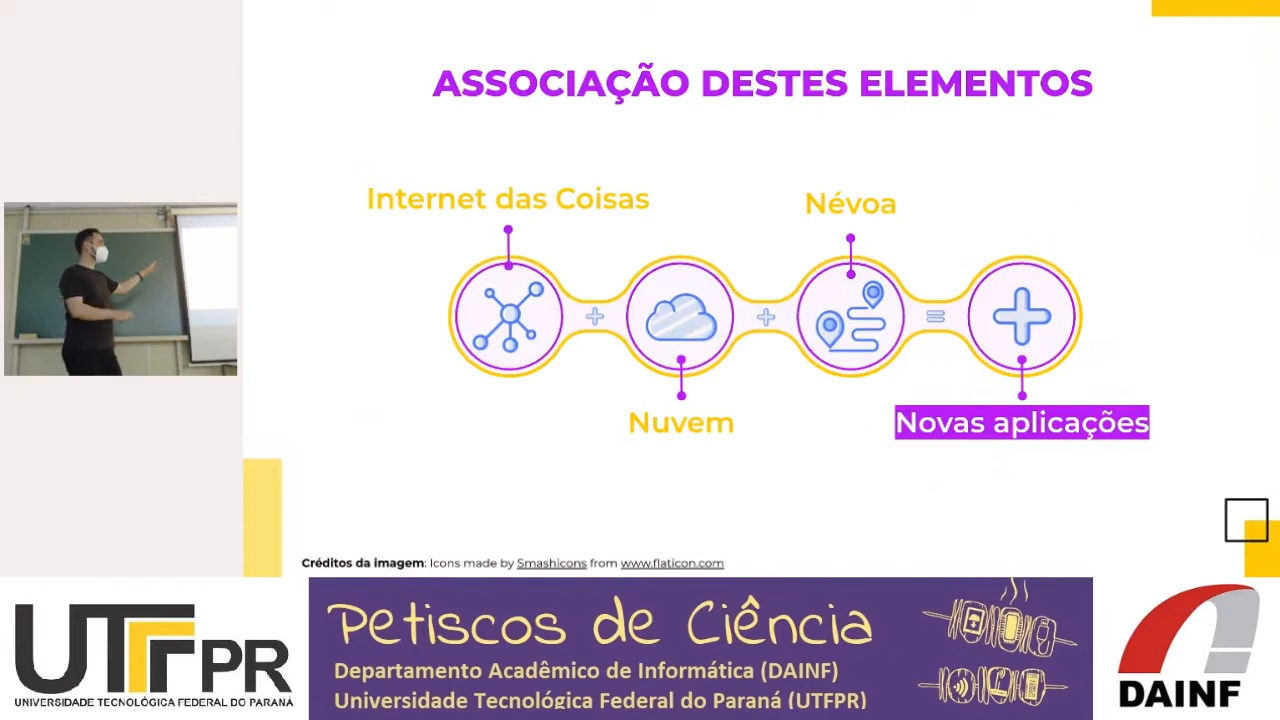 ASSOCIAÇÃO DESTES ELEMENTOS
Internet das Coisas
Névoa
Nuvem
Novas aplicações
Créditos da imagem: Icons made by Smashicons from www.flaticon.com
UTFPR
UNIVERSIDADE TECNOLÓGICA FEDERAL DO PARANÁ
Petiscos de Ciência
Departamento Acadêmico de Informática (DAINF)
Universidade Tecnológica Federal do Paraná (UTFPR)
DAINF